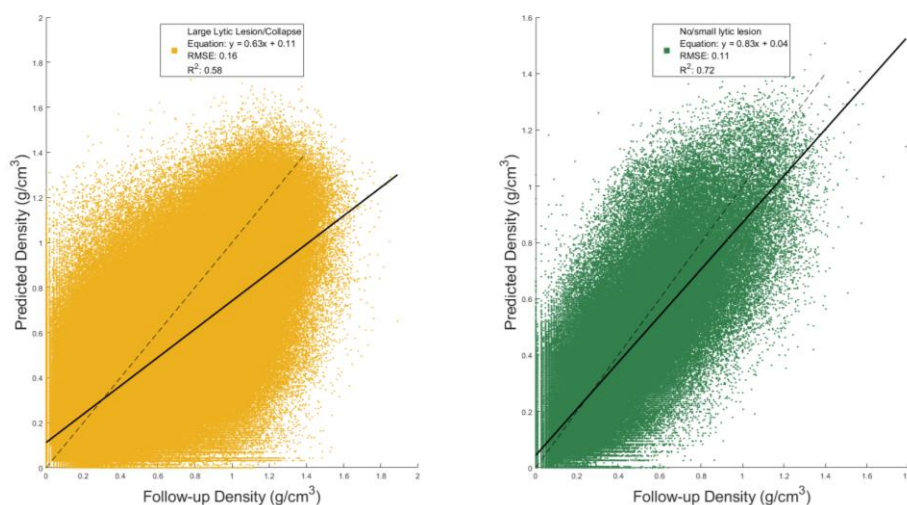 Large Lytic Lesion/Collapse
Equation: y = 0.63x + 0.11
RMSE: 0.16
R²: 0.58
Predicted Density (g/cm³)
2
1.8
1.6
1.4
1.2
1
0.8
0.6
0.4
0.2
0
0 0.2 0.4 0.6 0.8 1 1.2 1.4 1.6 1.8 2
Follow-up Density (g/cm³)
No/small lytic lesion
Equation: y = 0.83x + 0.04
RMSE: 0.11
R²: 0.72
Predicted Density (g/cm³)
1.6
1.4
1.2
1
0.8
0.6
0.4
0.2
0
0 0.2 0.4 0.6 0.8 1 1.2 1.4 1.6
Follow-up Density (g/cm³)